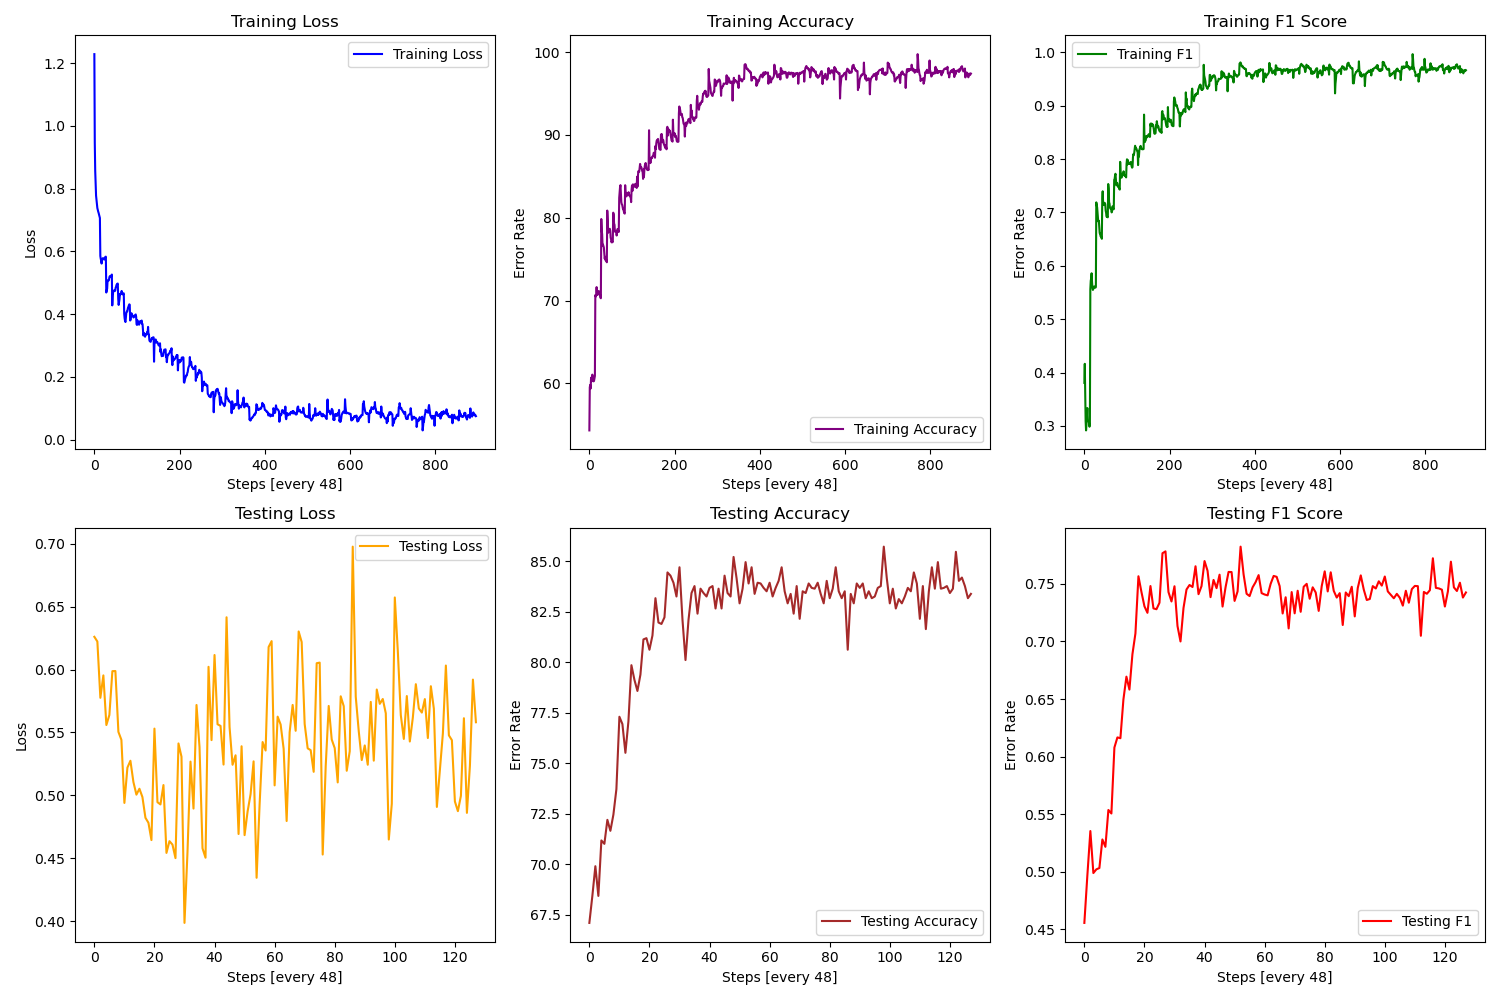 Training Loss
Training Loss
1.2
1.0
0.8
0.6
0.4
0.2
0.0
Loss
0 200 400 600 800
Steps [every 48]
Training Accuracy
100
90
80
70
60
Error Rate
Training Accuracy
0 200 400 600 800
Steps [every 48]
Training F1 Score
Training F1
1.0
0.9
0.8
0.7
0.6
0.5
0.4
0.3
Error Rate
0 200 400 600 800
Steps [every 48]
Testing Loss
Testing Loss
0.70
0.65
0.60
0.55
0.50
0.45
0.40
Loss
0 20 40 60 80 100 120
Steps [every 48]
Testing Accuracy
85.0
82.5
80.0
77.5
75.0
72.5
70.0
67.5
Error Rate
Testing Accuracy
0 20 40 60 80 100 120
Steps [every 48]
Testing F1 Score
0.75
0.70
0.65
0.60
0.55
0.50
0.45
Error Rate
Testing F1
0 20 40 60 80 100 120
Steps [every 48]